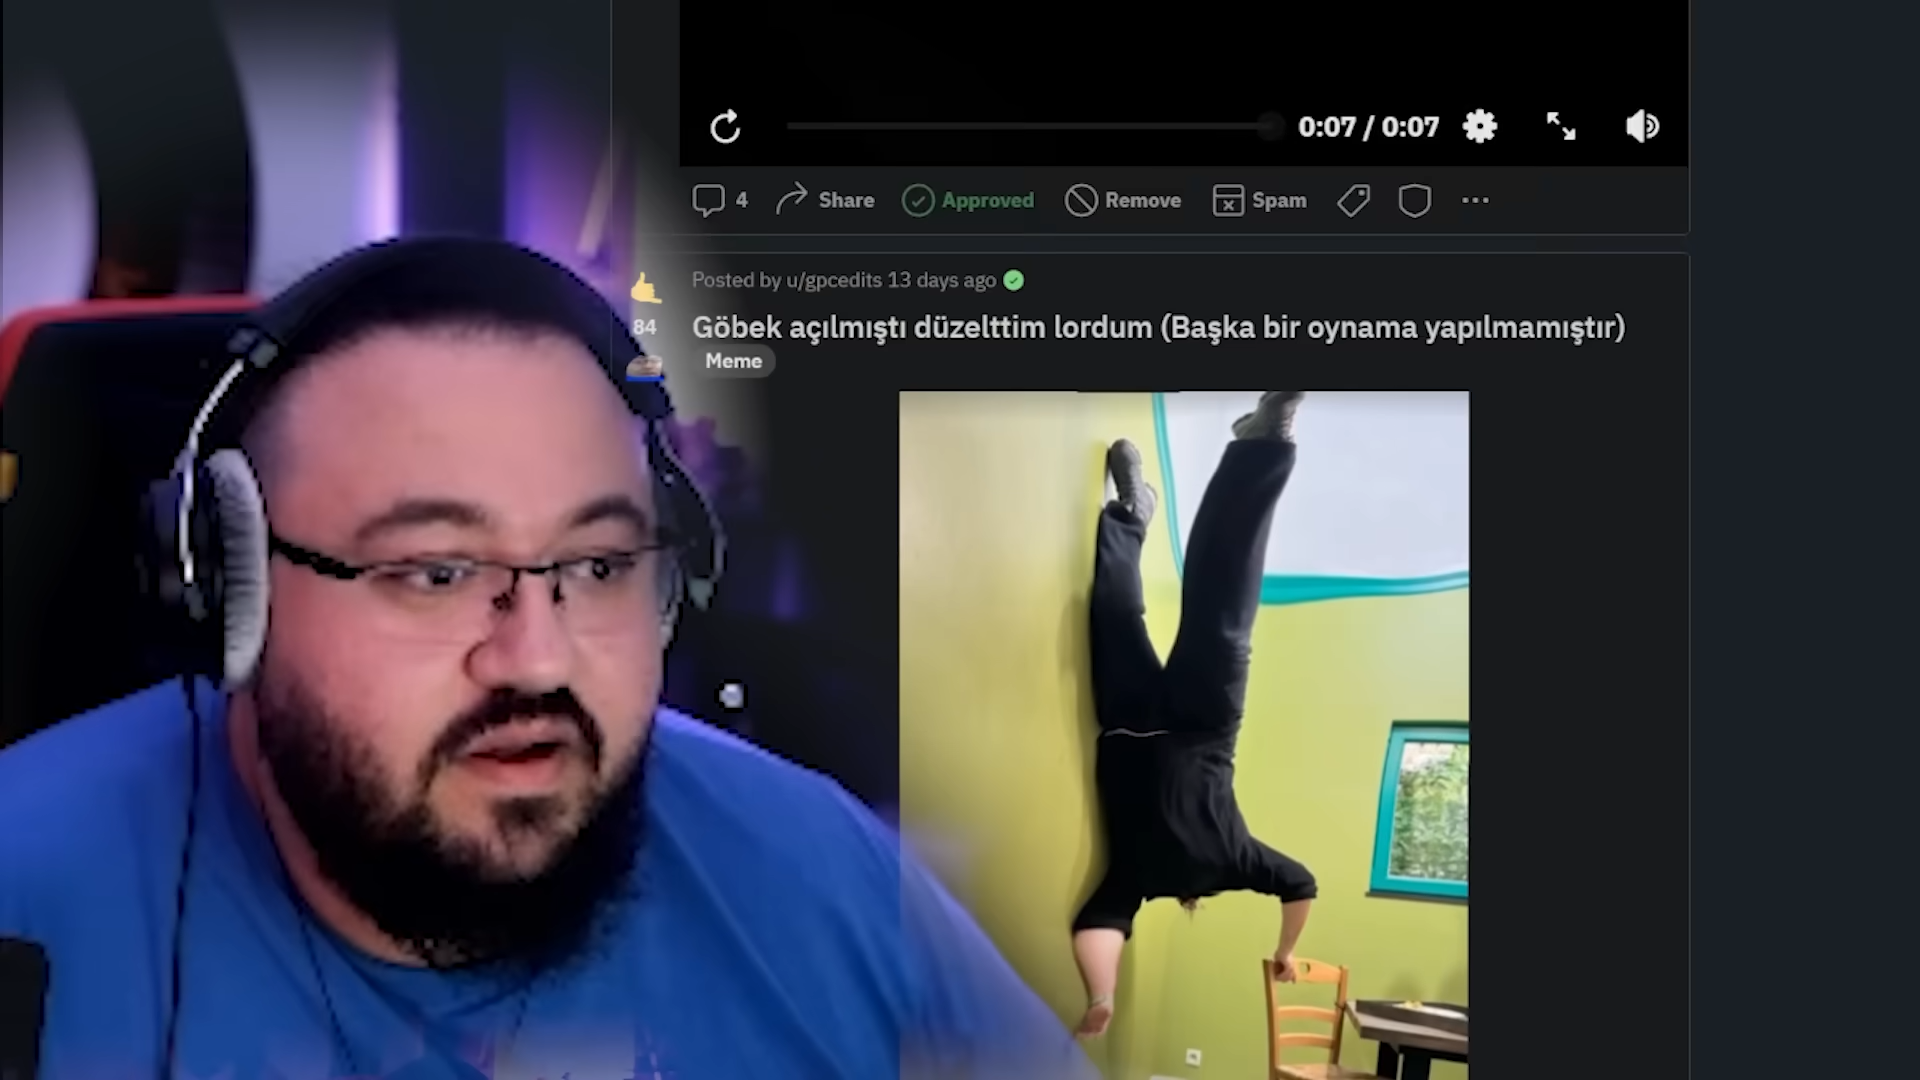 0:07 / 0:07
4 Share Approved Remove Spam ...
Posted by u/gpcedits 13 days ago
84
Göbek açılmıştı düzelttim lordum (Başka bir oynama yapılmamıştır)
Meme